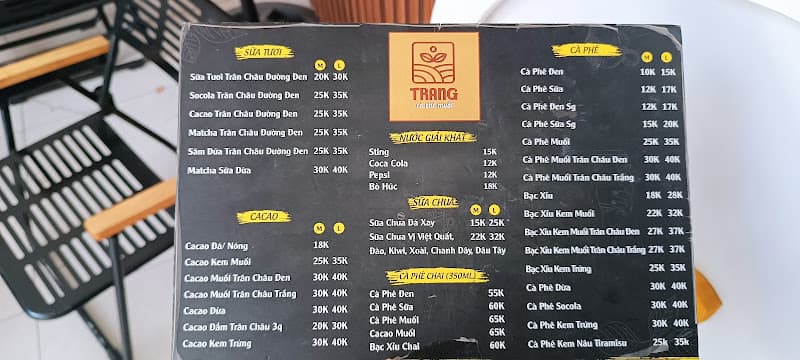 SỮA TƯƠI
M L
Sữa Tươi Trân Châu Đường Đen 20K 30K
Socola Trân Châu Đường Đen 25K 35K
Cacao Trân Châu Đường Đen 25K 35K
Matcha Trân Châu Đường Đen 25K 35K
Sâm Dứa Trân Châu Đường Đen 25K 35K
Matcha Sữa Dừa 30K 40K
CACAO
M L
Cacao Đá/ Nóng 18K
Cacao Kem Muối 25K 35K
Cacao Muối Trân Châu Đen 30K 40K
Cacao Muối Trân Châu Trắng 30K 40K
Cacao Dừa 30K 40K
Cacao Dầm Trân Châu 3q 20K 30K
Cacao Kem Trứng 30K 40K
TRANG
CÀ PHÊ MUỐI
NƯỚC GIẢI KHÁT
Sting 15K
Coca Cola 12K
Pepsi 12K
Bò Húc 18K
SỮA CHUA
M L
Sữa Chua Đá Xay 15K 25K
Sữa Chua Vị Việt Quất, 22K 32K
Đào, Kiwi, Xoài, Chanh Dây, Dâu Tây
CÀ PHÊ CHAI (350ML)
Cà Phê Đen 55K
Cà Phê Sữa 60K
Cà Phê Muối 65K
Cacao Muối 65K
Bạc Xỉu Chai 60K
CÀ PHÊ
M L
Cà Phê Đen 10K 15K
Cà Phê Sữa 12K 17K
Cà Phê Đen Sg 12K 17K
Cà Phê Sữa Sg 15K 20K
Cà Phê Muối 25K 35K
Cà Phê Muối Trân Châu Đen 30K 40K
Cà Phê Muối Trân Châu Trắng 30K 40K
Bạc Xỉu 18K 28K
Bạc Xỉu Kem Muối 22K 32K
Bạc Xỉu Kem Muối Trân Châu Đen 27K 37K
Bạc Xỉu Kem Muối Trân Châu Trắng 27K 37K
Bạc Xỉu Kem Trứng 25K 35K
Cà Phê Dừa 30K 40K
Cà Phê Socola 30K 40K
Cà Phê Kem Trứng 30K 40K
Cà Phê Kem Nâu Tiramisu 25k 35k